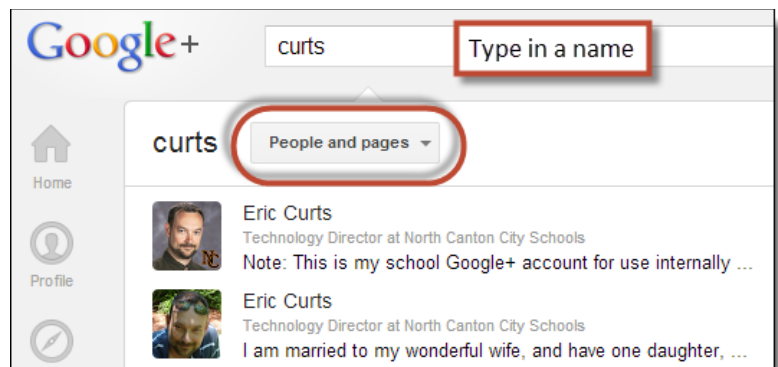 Google+
curts
Type in a name
curts
People and pages
Home
Eric Curts
Technology Director at North Canton City Schools
Note: This is my school Google+ account for use internally ...
NC
Profile
Eric Curts
Technology Director at North Canton City Schools
I am married to my wonderful wife, and have one daughter, ...